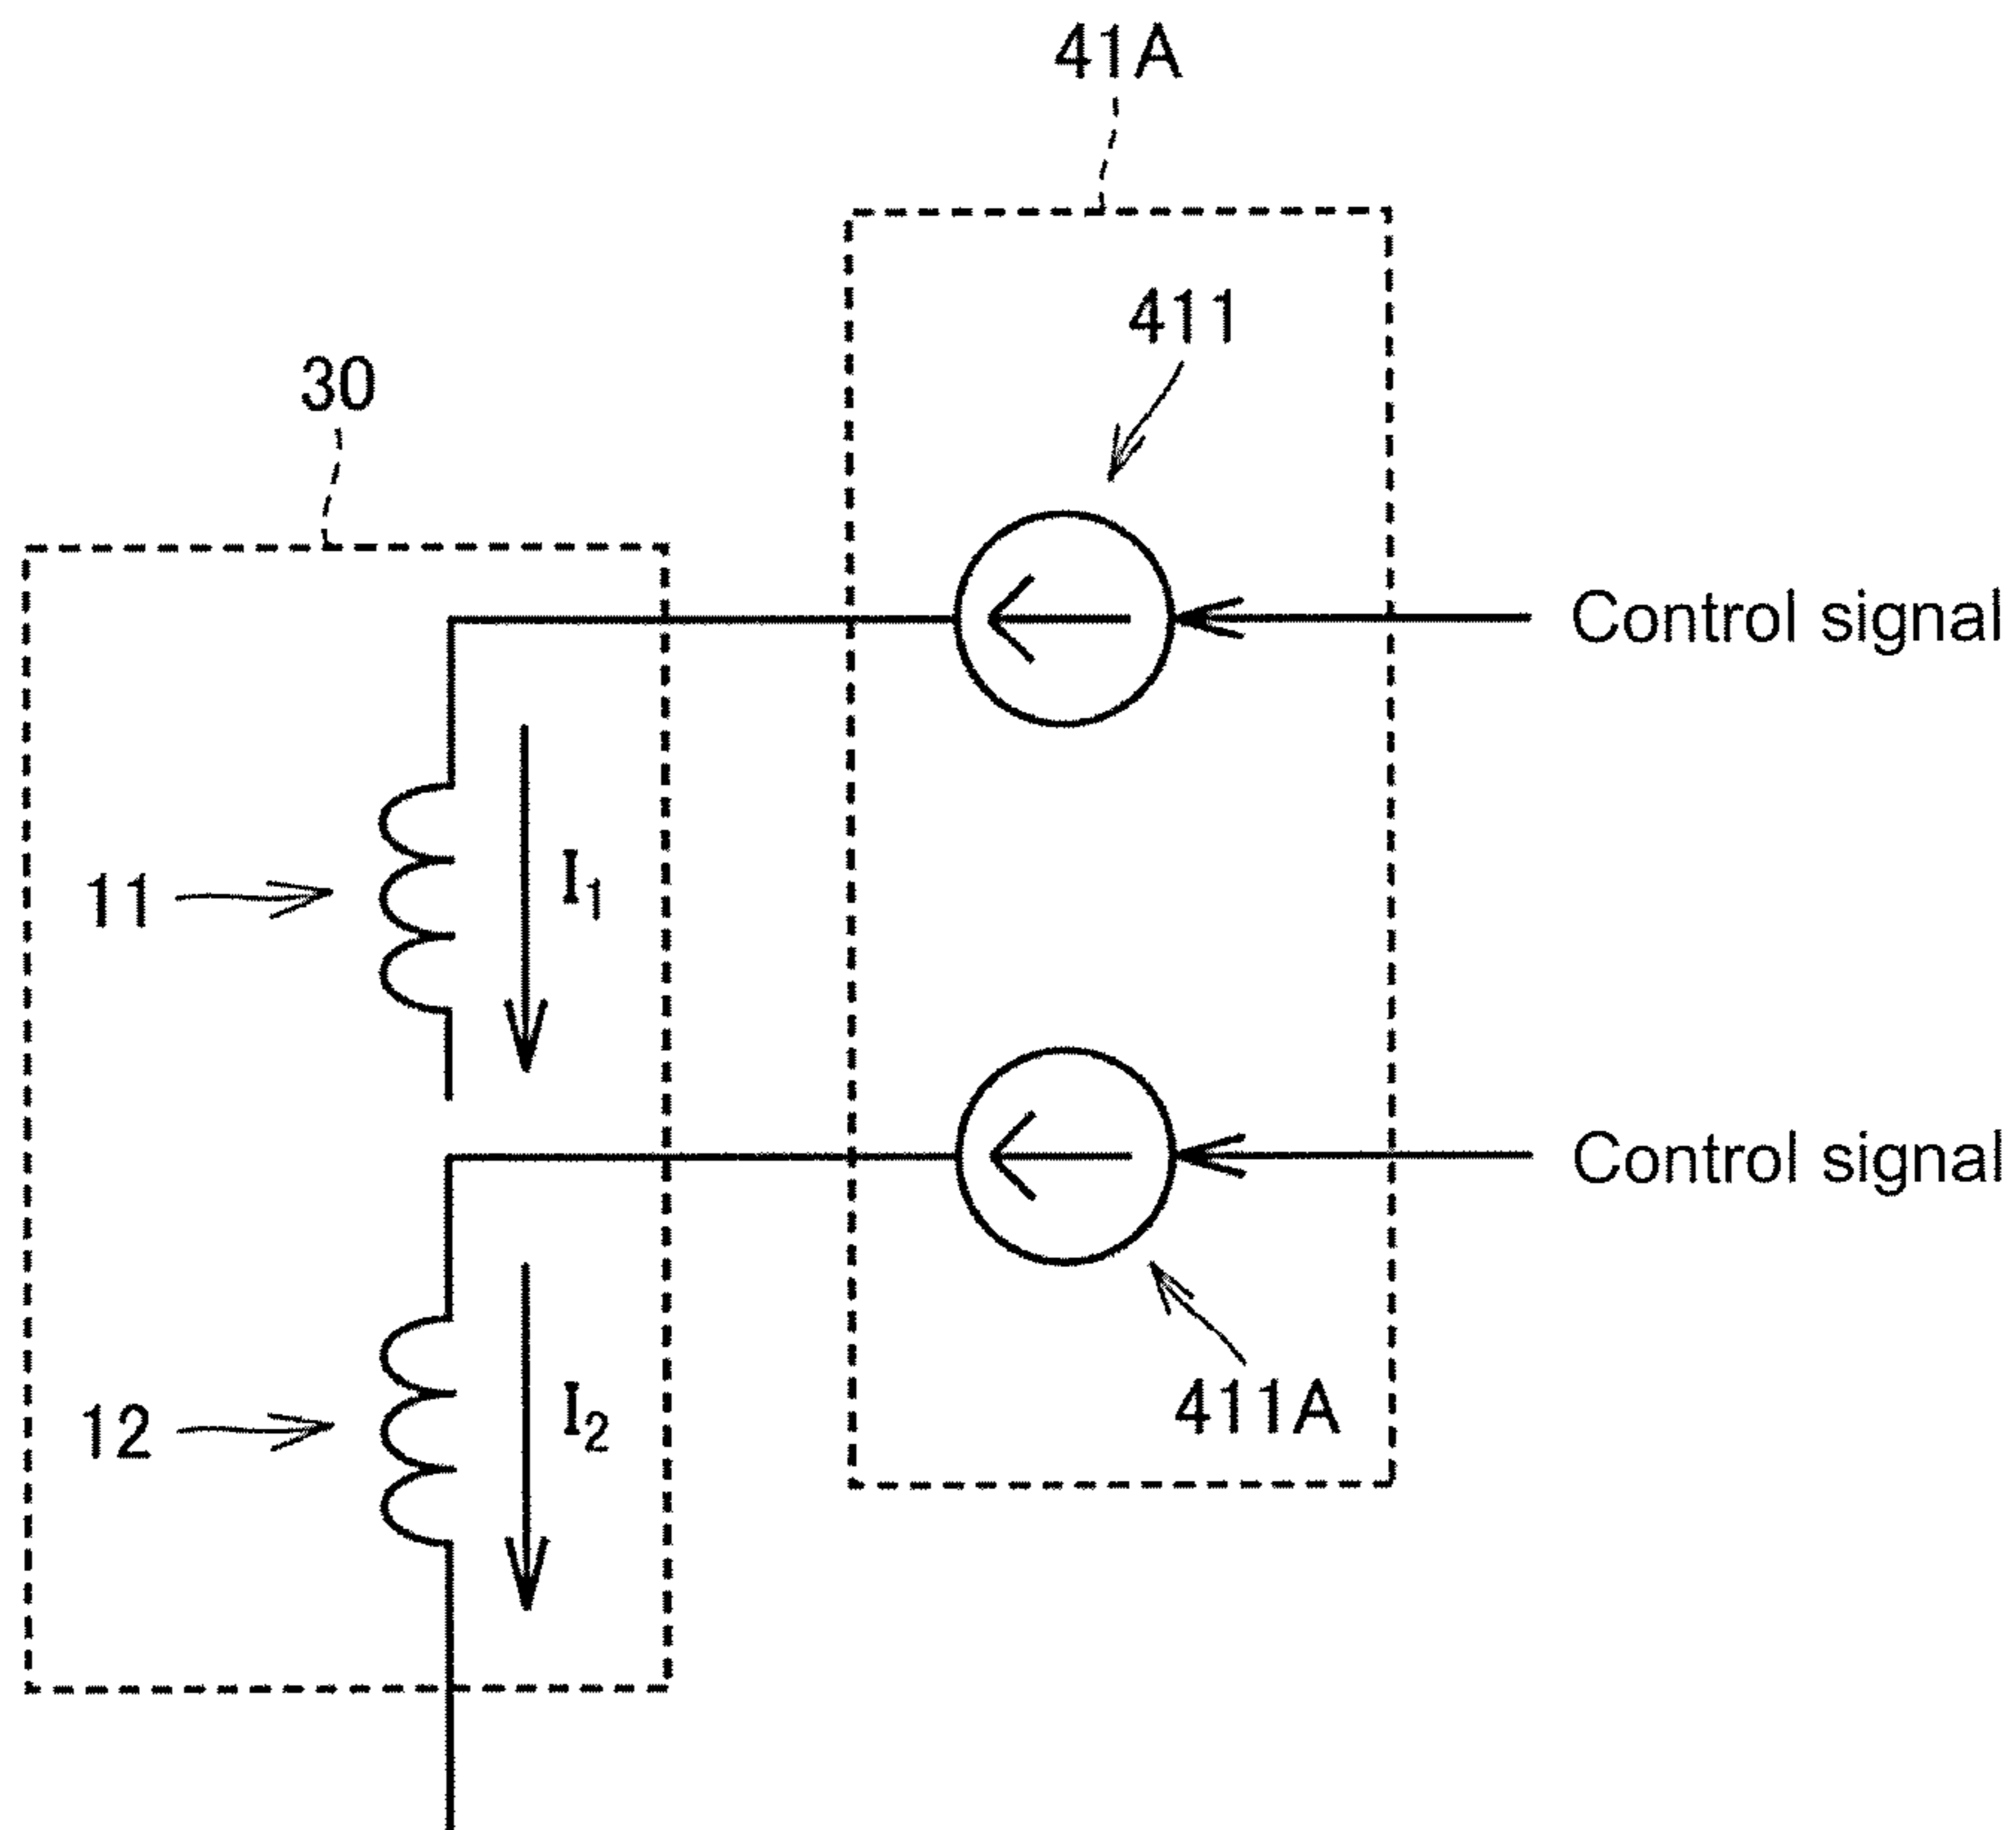 41A
411
30
Control signal
11
I₁
Control signal
12
I₂
411A